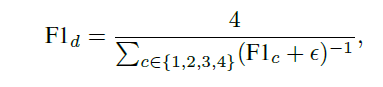 F1_d = \frac{4}{\sum_{c \in \{1,2,3,4\}} (F1_c + \epsilon)^{-1}},